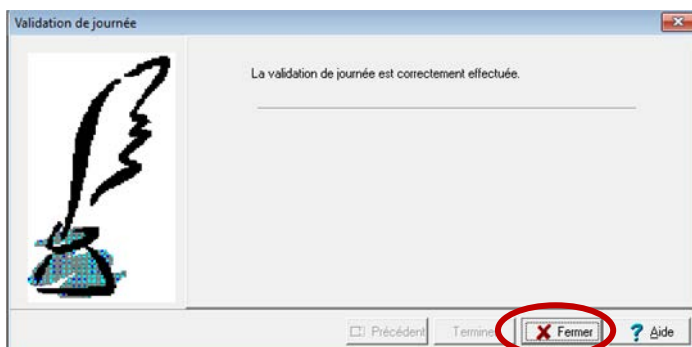 Validation de journée
La validation de journée est correctement effectuée.
Précédent Termine Fermer ? Aide